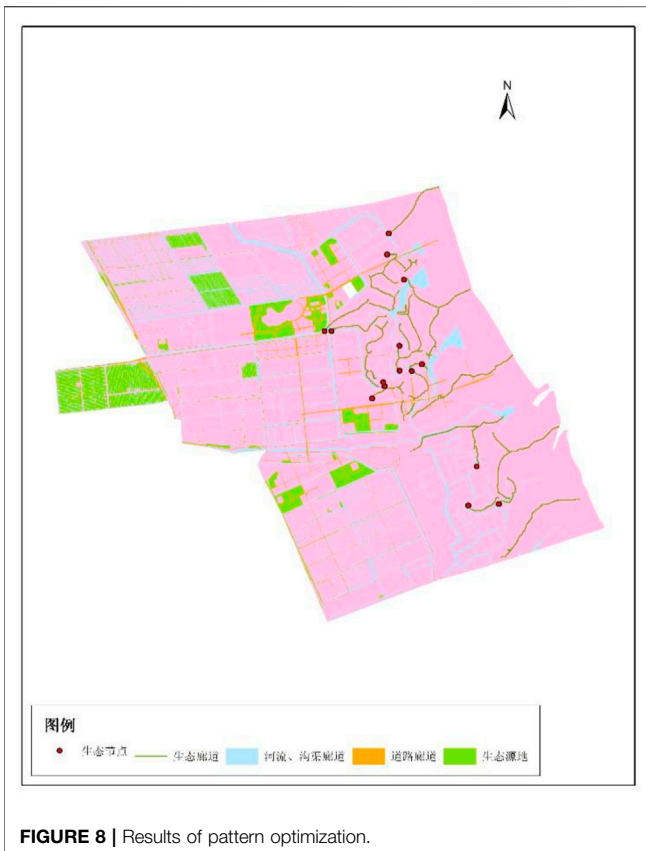 N
图例
生态节点 生态廊道 河流、沟渠廊道 道路廊道 生态源地
FIGURE 8 | Results of pattern optimization.